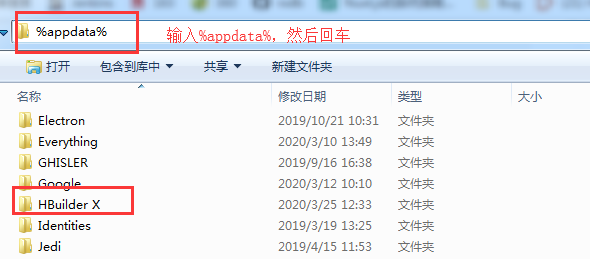 %appdata% 输入%appdata%，然后回车
打开 包含到库中 共享 新建文件夹
名称 修改日期 类型 大小
Electron 2019/10/21 10:31 文件夹
Everything 2020/3/10 13:49 文件夹
GHISLER 2019/9/16 16:38 文件夹
Google 2020/3/12 10:10 文件夹
HBuilder X 2020/3/25 12:33 文件夹
Identities 2019/3/19 13:25 文件夹
Jedi 2019/4/15 11:53 文件夹